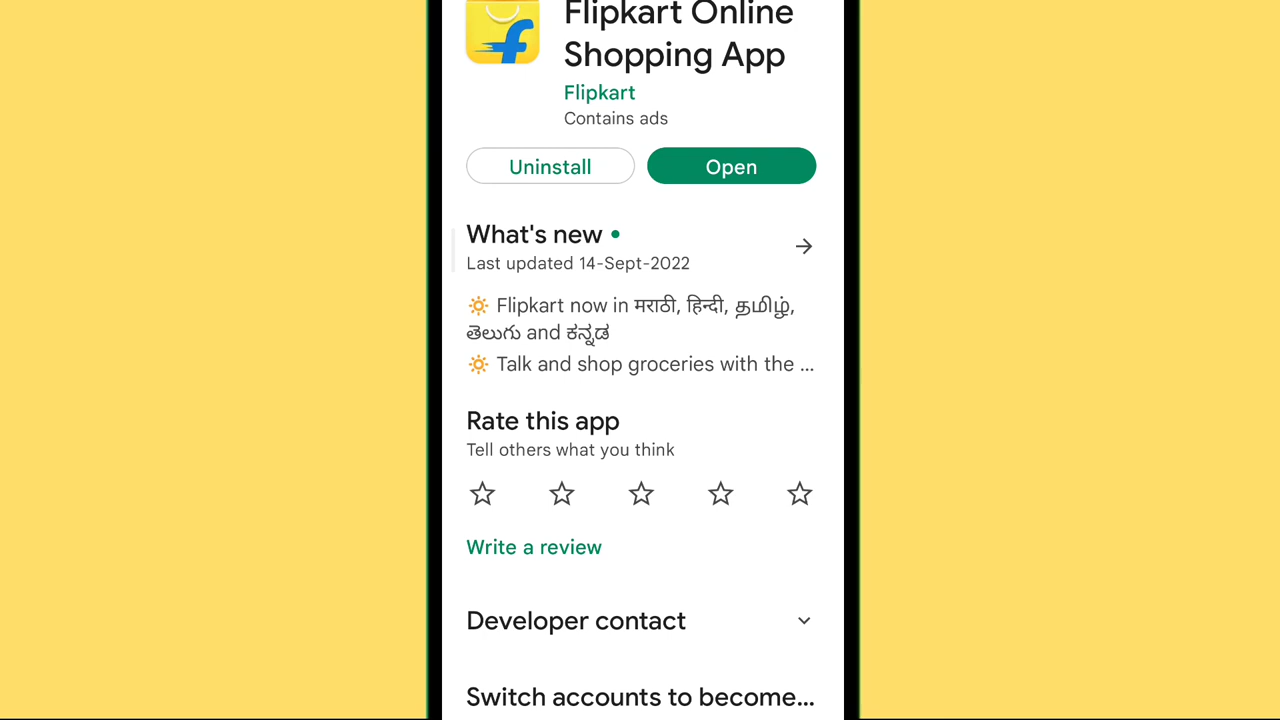 Flipkart Online
Shopping App
Flipkart
Contains ads
Uninstall
Open
What's new
Last updated 14-Sept-2022
Flipkart now in मराठी, हिन्दी, தமிழ்,
తెలుగు and ಕನ್ನಡ
Talk and shop groceries with the ...
Rate this app
Tell others what you think
Write a review
Developer contact
Switch accounts to become...